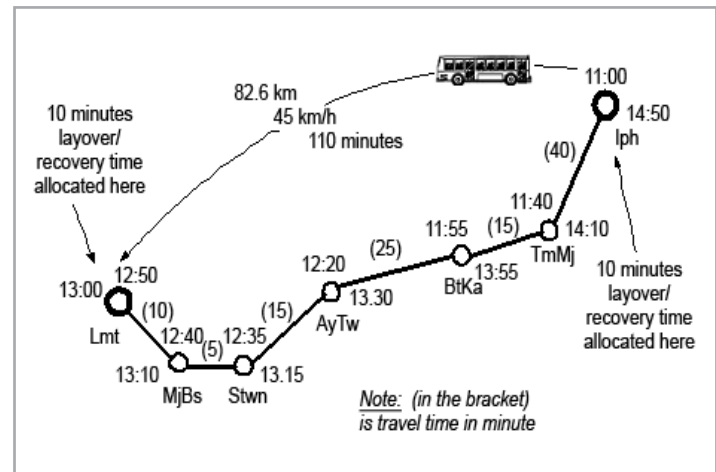 11:00
82.6 km
45 km/h
110 minutes
10 minutes
layover/
recovery time
allocated here
14:50
Iph
(40)
11:40
14:10
TmMj
(15)
11:55
13:55
BtKa
(25)
12:20
13.30
AyTw
(15)
12:35
13.15
Stwn
(5)
12:40
13:10
MjBs
(10)
12:50
13:00
Lmt
10 minutes
layover/
recovery time
allocated here
Note: (in the bracket)
is travel time in minute